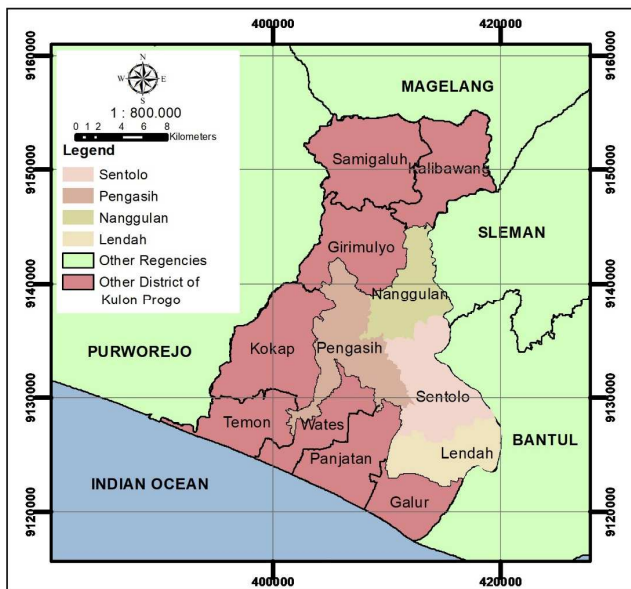 400000 420000
9160000 9160000
N
W E
S
1 : 800.000
0 1 2 4 6 8
Kilometers
Legend
Sentolo
Pengasih
Nanggulan
Lendah
Other Regencies
Other District of
Kulon Progo
MAGELANG
Samigaluh
Kalibawang
9150000 9150000
SLEMAN
Girimulyo
9140000 9140000
Nanggulan
PURWOREJO
Kokap
Pengasih
Sentolo
9130000 9130000
Temon
Wates
BANTUL
Lendah
Panjatan
INDIAN OCEAN
Galur
9120000 9120000
400000 420000